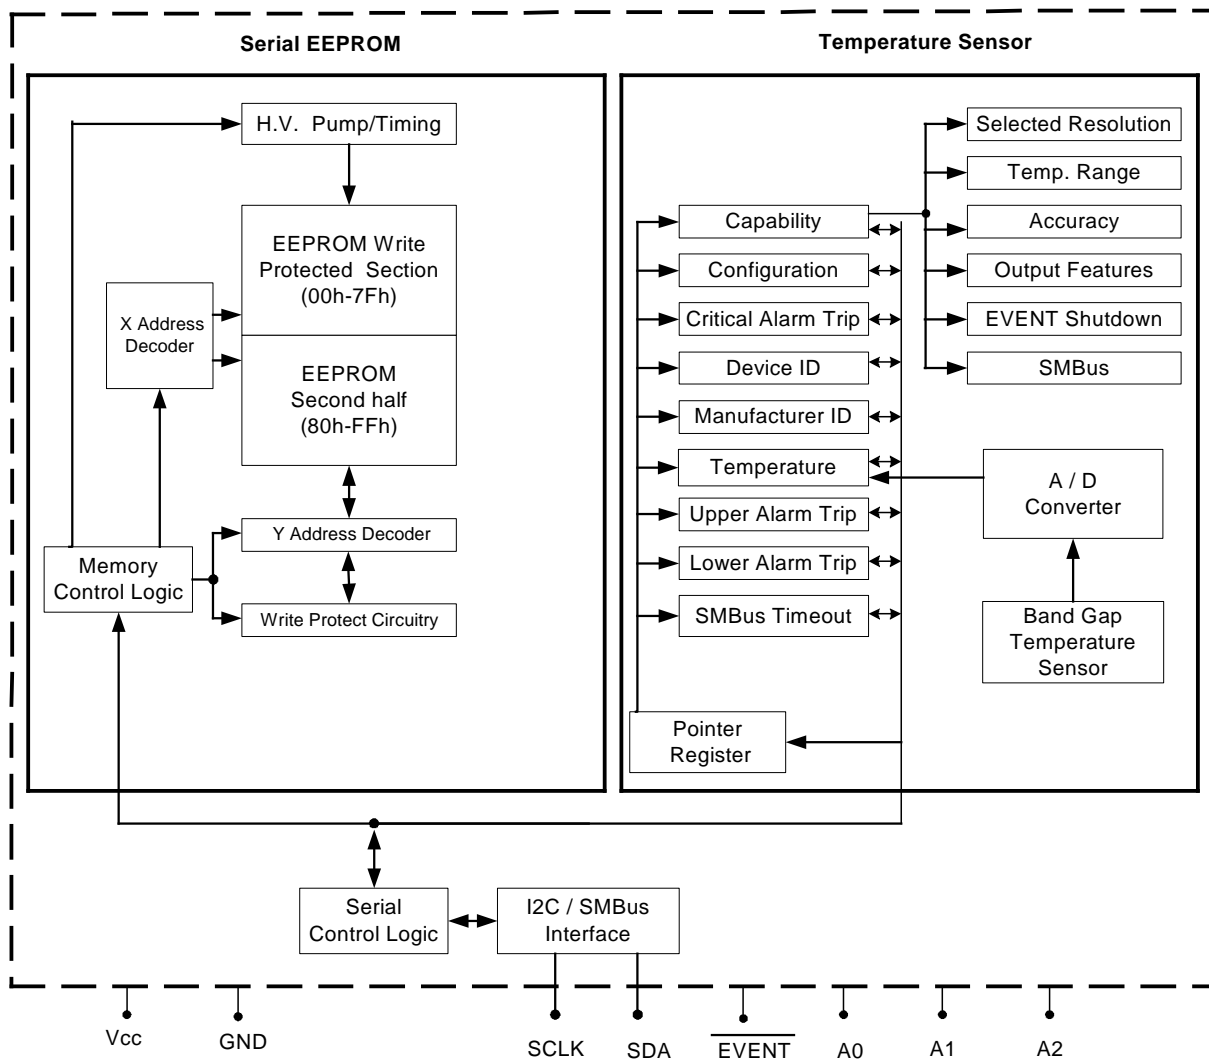 Serial EEPROM
H.V. Pump/Timing
EEPROM Write
Protected Section
(00h-7Fh)
X Address
Decoder
EEPROM
Second half
(80h-FFh)
Y Address Decoder
Memory
Control Logic
Write Protect Circuitry
Temperature Sensor
Capability
Configuration
Critical Alarm Trip
Device ID
Manufacturer ID
Temperature
Upper Alarm Trip
Lower Alarm Trip
SMBus Timeout
Pointer
Register
Selected Resolution
Temp. Range
Accuracy
Output Features
EVENT Shutdown
SMBus
A / D
Converter
Band Gap
Temperature
Sensor
Serial
Control Logic
I2C / SMBus
Interface
Vcc
GND
SCLK
SDA
EVENT
A0
A1
A2